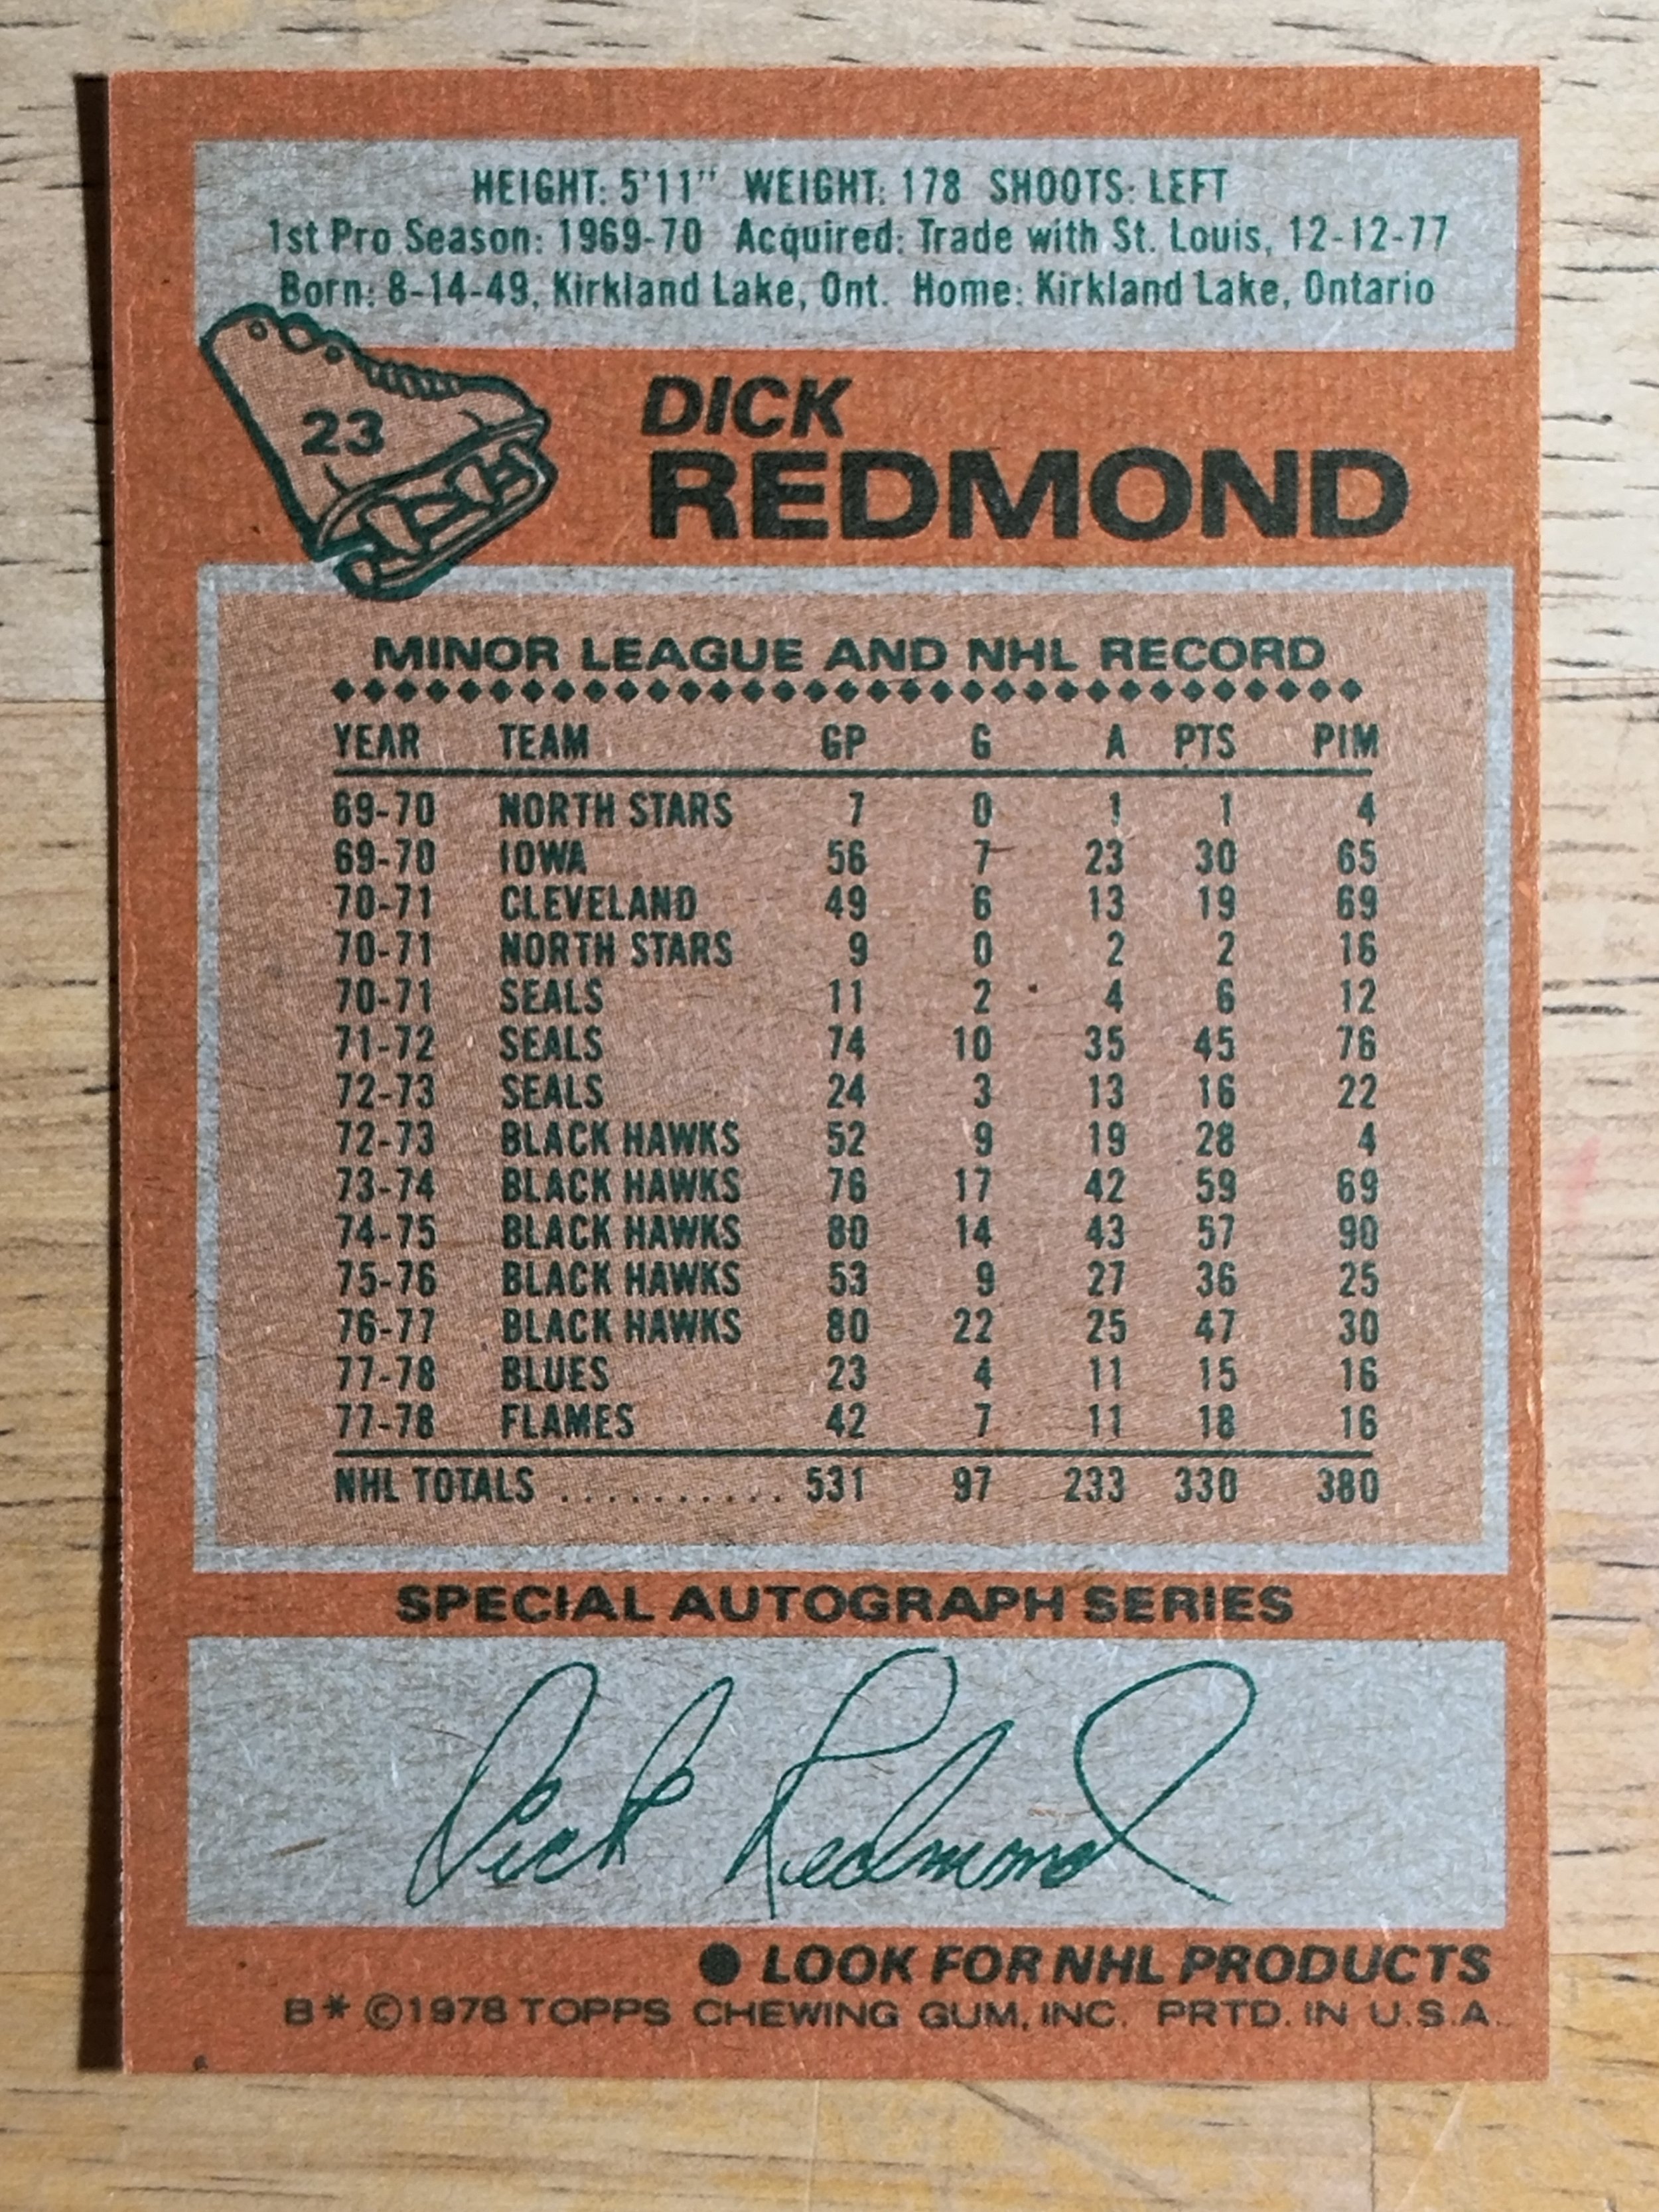 HEIGHT: 5'11" WEIGHT: 178 SHOOTS: LEFT
1st Pro Season: 1969-70 Acquired: Trade with St. Louis, 12-12-77
Born: 8-14-49, Kirkland Lake, Ont. Home: Kirkland Lake, Ontario
23
DICK
REDMOND
MINOR LEAGUE AND NHL RECORD
YEAR TEAM GP G A PTS PIM
69-70 NORTH STARS 7 0 1 1 4
69-70 IOWA 56 7 23 30 65
70-71 CLEVELAND 49 6 13 19 69
70-71 NORTH STARS 9 0 2 2 16
70-71 SEALS 11 2 4 6 12
71-72 SEALS 74 10 35 45 76
72-73 SEALS 24 3 13 16 22
72-73 BLACK HAWKS 52 9 19 28 4
73-74 BLACK HAWKS 76 17 42 59 69
74-75 BLACK HAWKS 80 14 43 57 90
75-76 BLACK HAWKS 53 9 27 36 25
76-77 BLACK HAWKS 80 22 25 47 30
77-78 BLUES 23 4 11 15 16
77-78 FLAMES 42 7 11 18 16
NHL TOTALS .......... 531 97 233 330 380
SPECIAL AUTOGRAPH SERIES
Dick Redmond
● LOOK FOR NHL PRODUCTS
B* ©1978 TOPPS CHEWING GUM, INC. PRTD. IN U.S.A.